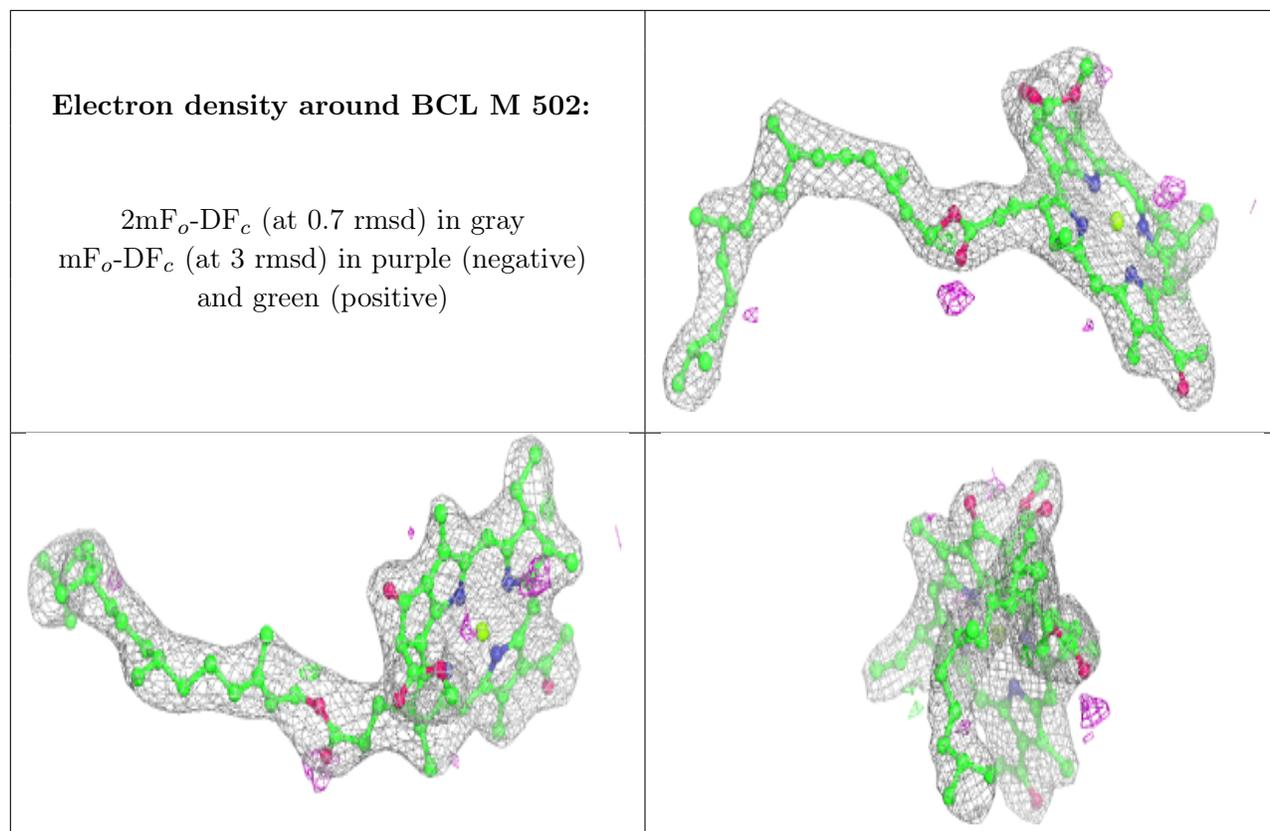 Electron density around BCL M 502:
2mFo-DFc (at 0.7 rmsd) in gray
mFo-DFc (at 3 rmsd) in purple (negative)
and green (positive)